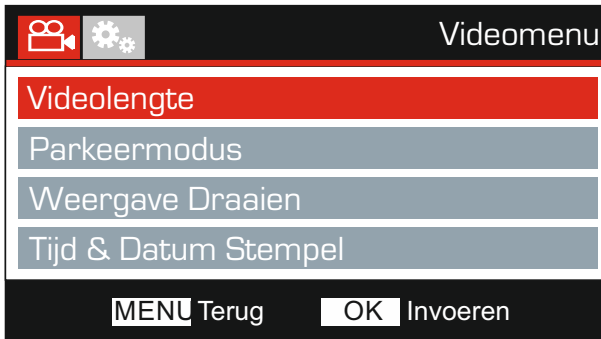 Videomenu
Videolengte
Parkeermodus
Weergave Draaien
Tijd & Datum Stempel
MENU Terug OK Invoeren